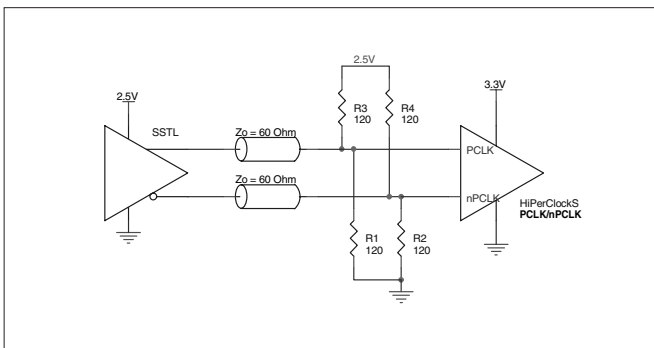 2.5V
3.3V
2.5V
R3
120
R4
120
SSTL
Zo = 60 Ohm
PCLK
Zo = 60 Ohm
nPCLK
HiPerClockS
PCLK/nPCLK
R1
120
R2
120